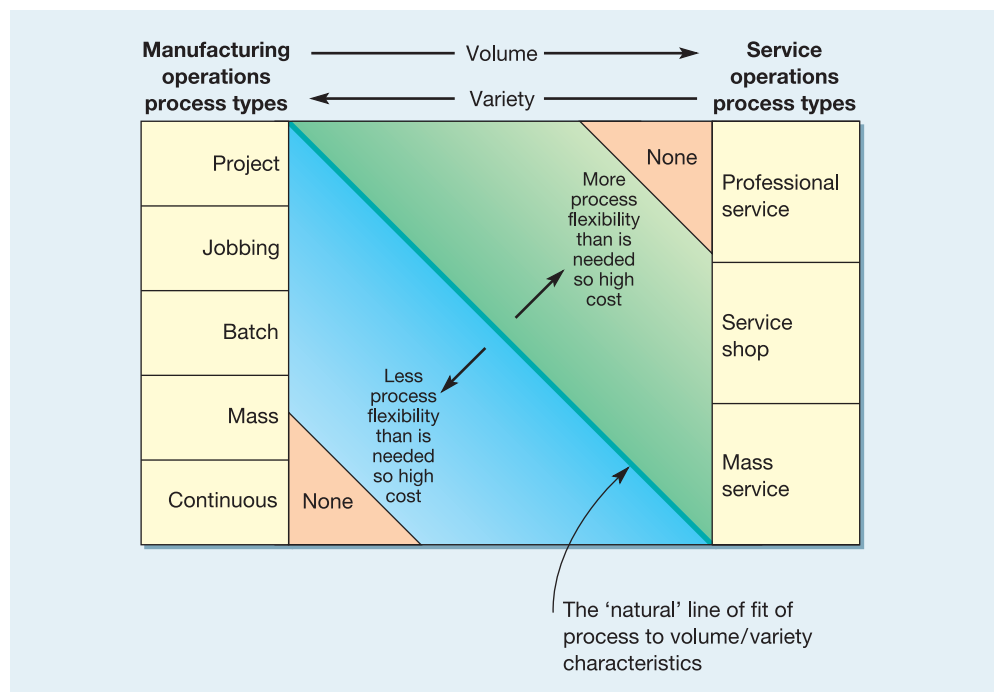 Manufacturing
operations
process types
Volume
Variety
Service
operations
process types
Project
Jobbing
Batch
Mass
Continuous
None
More
process
flexibility
than is
needed
so high
cost
Less
process
flexibility
than is
needed
so high
cost
None
Professional
service
Service
shop
Mass
service
The ‘natural’ line of fit of
process to volume/variety
characteristics